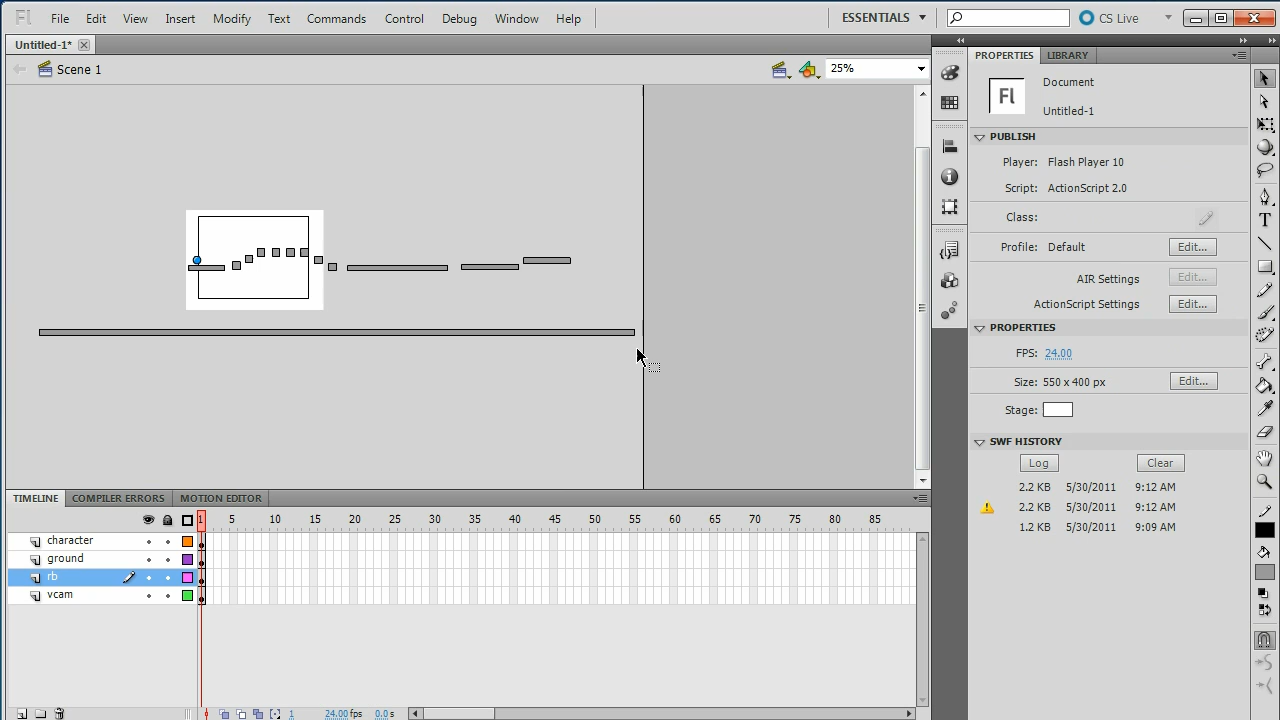 Fl File Edit View Insert Modify Text Commands Control Debug Window Help ESSENTIALS CS Live
Untitled-1*
Scene 1 25%
PROPERTIES LIBRARY
Fl Document
Untitled-1
PUBLISH
Player: Flash Player 10
Script: ActionScript 2.0
Class:
Profile: Default Edit...
AIR Settings Edit...
ActionScript Settings Edit...
PROPERTIES
FPS: 24.00
Size: 550 x 400 px Edit...
Stage:
SWF HISTORY
Log Clear
2.2 KB 5/30/2011 9:12 AM
2.2 KB 5/30/2011 9:12 AM
1.2 KB 5/30/2011 9:09 AM
TIMELINE COMPILER ERRORS MOTION EDITOR
1 5 10 15 20 25 30 35 40 45 50 55 60 65 70 75 80 85
character
ground
rb
vcam
1 24.00 fps 0.0 s